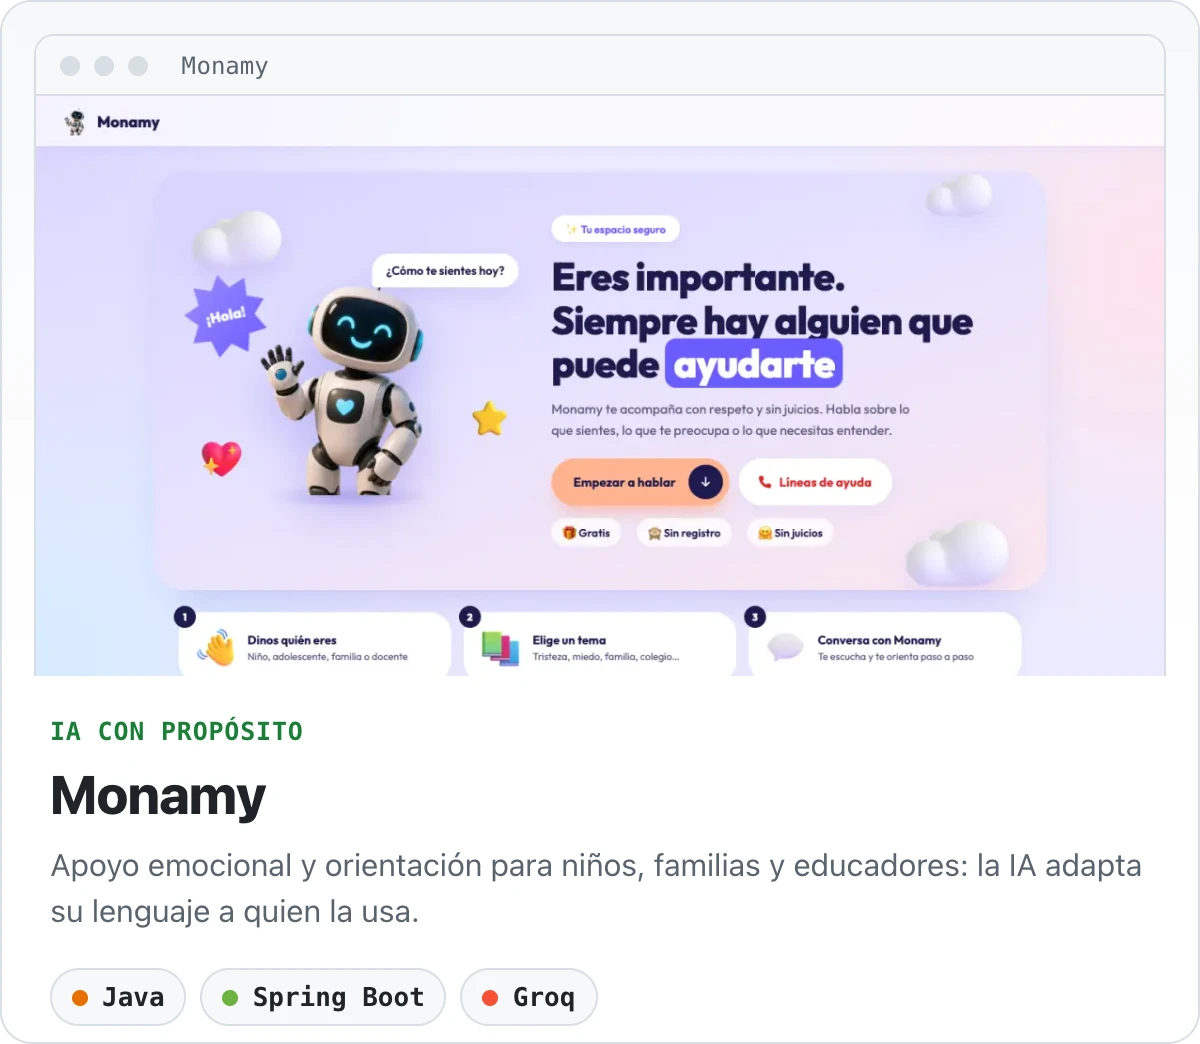 Monamy
Monamy
¿Cómo te sientes hoy?
¡Hola!
✨ Tu espacio seguro
Eres importante.
Siempre hay alguien que
puede ayudarte
Monamy te acompaña con respeto y sin juicios. Habla sobre lo
que sientes, lo que te preocupa o lo que necesitas entender.
Empezar a hablar ↓
📞 Líneas de ayuda
🎁 Gratis
🙈 Sin registro
🤗 Sin juicios
1
Dinos quién eres
Niño, adolescente, familia o docente
2
Elige un tema
Tristeza, miedo, familia, colegio...
3
Conversa con Monamy
Te escucha y te orienta paso a paso
IA CON PROPÓSITO
Monamy
Apoyo emocional y orientación para niños, familias y educadores: la IA adapta
su lenguaje a quien la usa.
Java
Spring Boot
Groq